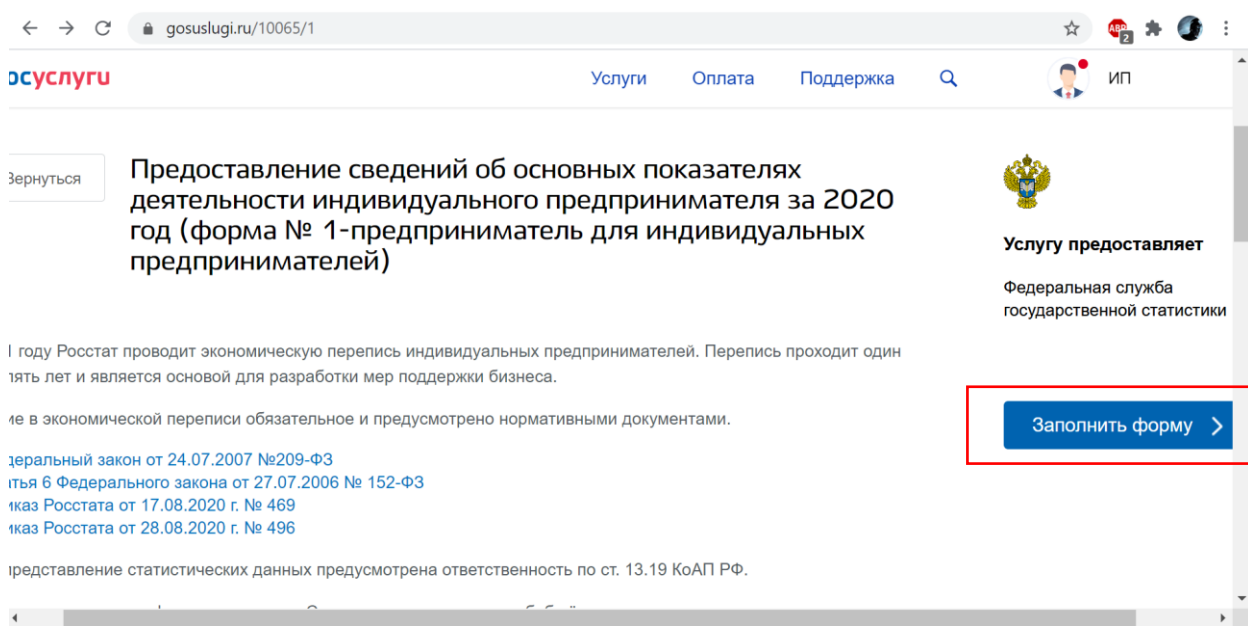 gosuslugi.ru/10065/1
ABP
2
осуслуги
Услуги
Оплата
Поддержка
ИП
Вернуться
Предоставление сведений об основных показателях
деятельности индивидуального предпринимателя за 2020
год (форма № 1-предприниматель для индивидуальных
предпринимателей)
Услугу предоставляет
Федеральная служба
государственной статистики
году Росстат проводит экономическую перепись индивидуальных предпринимателей. Перепись проходит один
пять лет и является основой для разработки мер поддержки бизнеса.
ие в экономической переписи обязательное и предусмотрено нормативными документами.
Заполнить форму
деральный закон от 24.07.2007 №209-ФЗ
тья 6 Федерального закона от 27.07.2006 № 152-ФЗ
иказ Росстата от 17.08.2020 г. № 469
иказ Росстата от 28.08.2020 г. № 496
представление статистических данных предусмотрена ответственность по ст. 13.19 КоАП РФ.